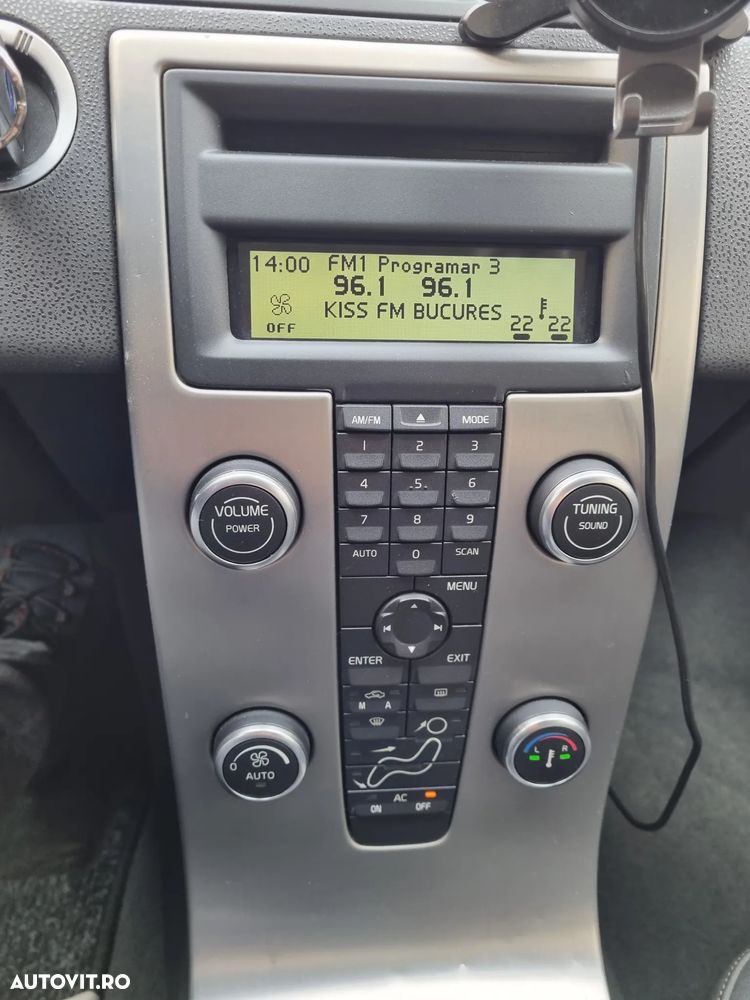 14:00 FM1 Programar 3
96.1 96.1
KISS FM BUCURES
OFF
22 22
AM/FM MODE
1 2 3
4 5 6
7 8 9
AUTO 0 SCAN
VOLUME
POWER
TUNING
SOUND
MENU
ENTER EXIT
M A
0
AUTO
L R
AC
ON OFF
AUTOVIT.RO